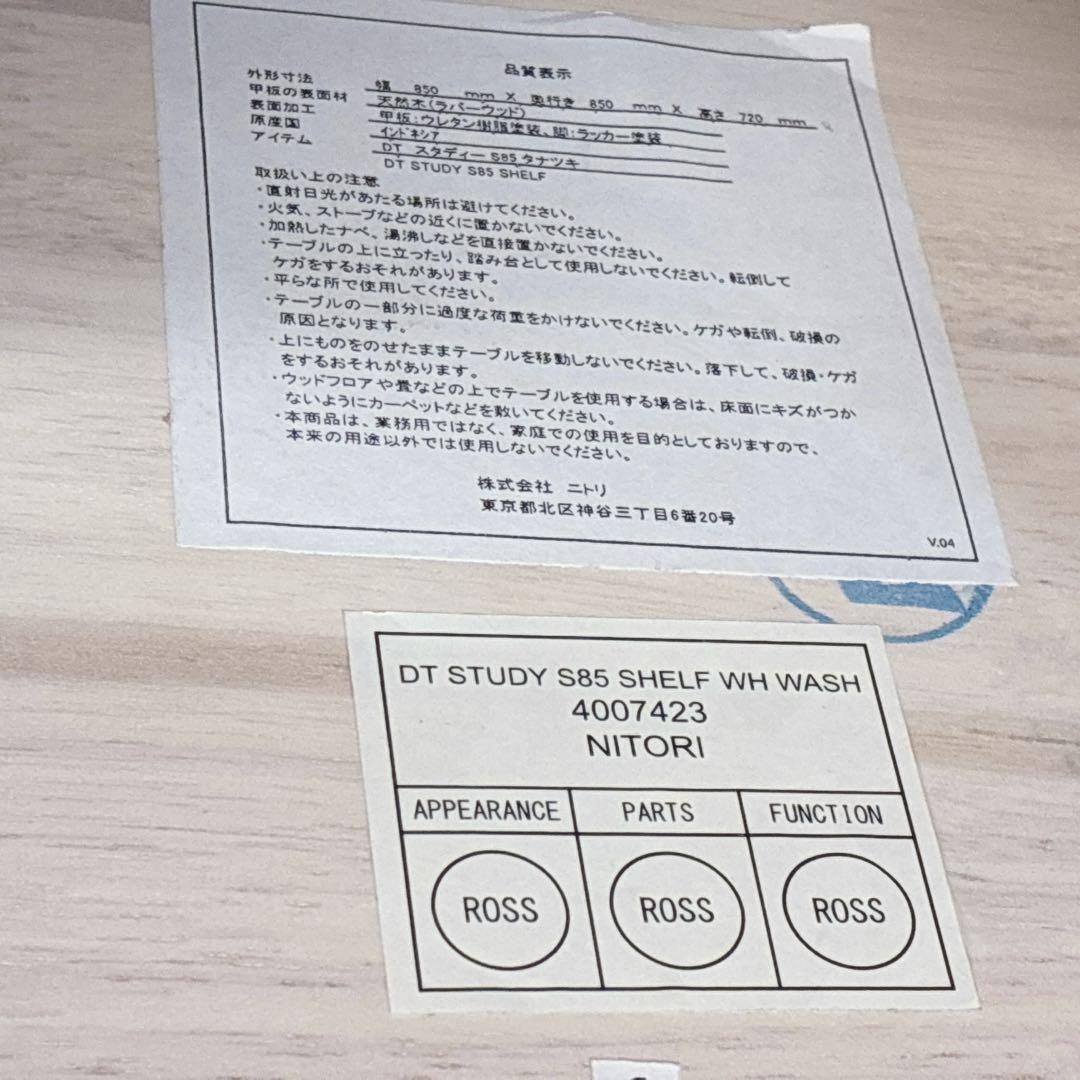 品質表示
外形寸法 幅 850 mm X 奥行き 850 mm X 高さ 720 mm
甲板の表面材 天然木(ラバーウッド)
表面加工 甲板:ウレタン樹脂塗装、脚:ラッカー塗装
原産国 インドネシア
アイテム DT スタディー S85 タナツキ
DT STUDY S85 SHELF
取扱い上の注意
・直射日光があたる場所は避けてください。
・火気、ストーブなどの近くに置かないでください。
・加熱したナベ、湯沸しなどを直接置かないでください。
・テーブルの上に立ったり、踏み台として使用しないでください。転倒して
ケガをするおそれがあります。
・平らな所で使用してください。
・テーブルの一部分に過度な荷重をかけないでください。ケガや転倒、破損の
原因となります。
・上にものをのせたままテーブルを移動しないでください。落下して、破損・ケガ
をするおそれがあります。
・ウッドフロアや畳などの上でテーブルを使用する場合は、床面にキズがつか
ないようにカーペットなどを敷いてください。
・本商品は、業務用ではなく、家庭での使用を目的としておりますので、
本来の用途以外では使用しないでください。
株式会社 ニトリ
東京都北区神谷三丁目6番20号
V.04
DT STUDY S85 SHELF WH WASH
4007423
NITORI
APPEARANCE PARTS FUNCTION
ROSS ROSS ROSS